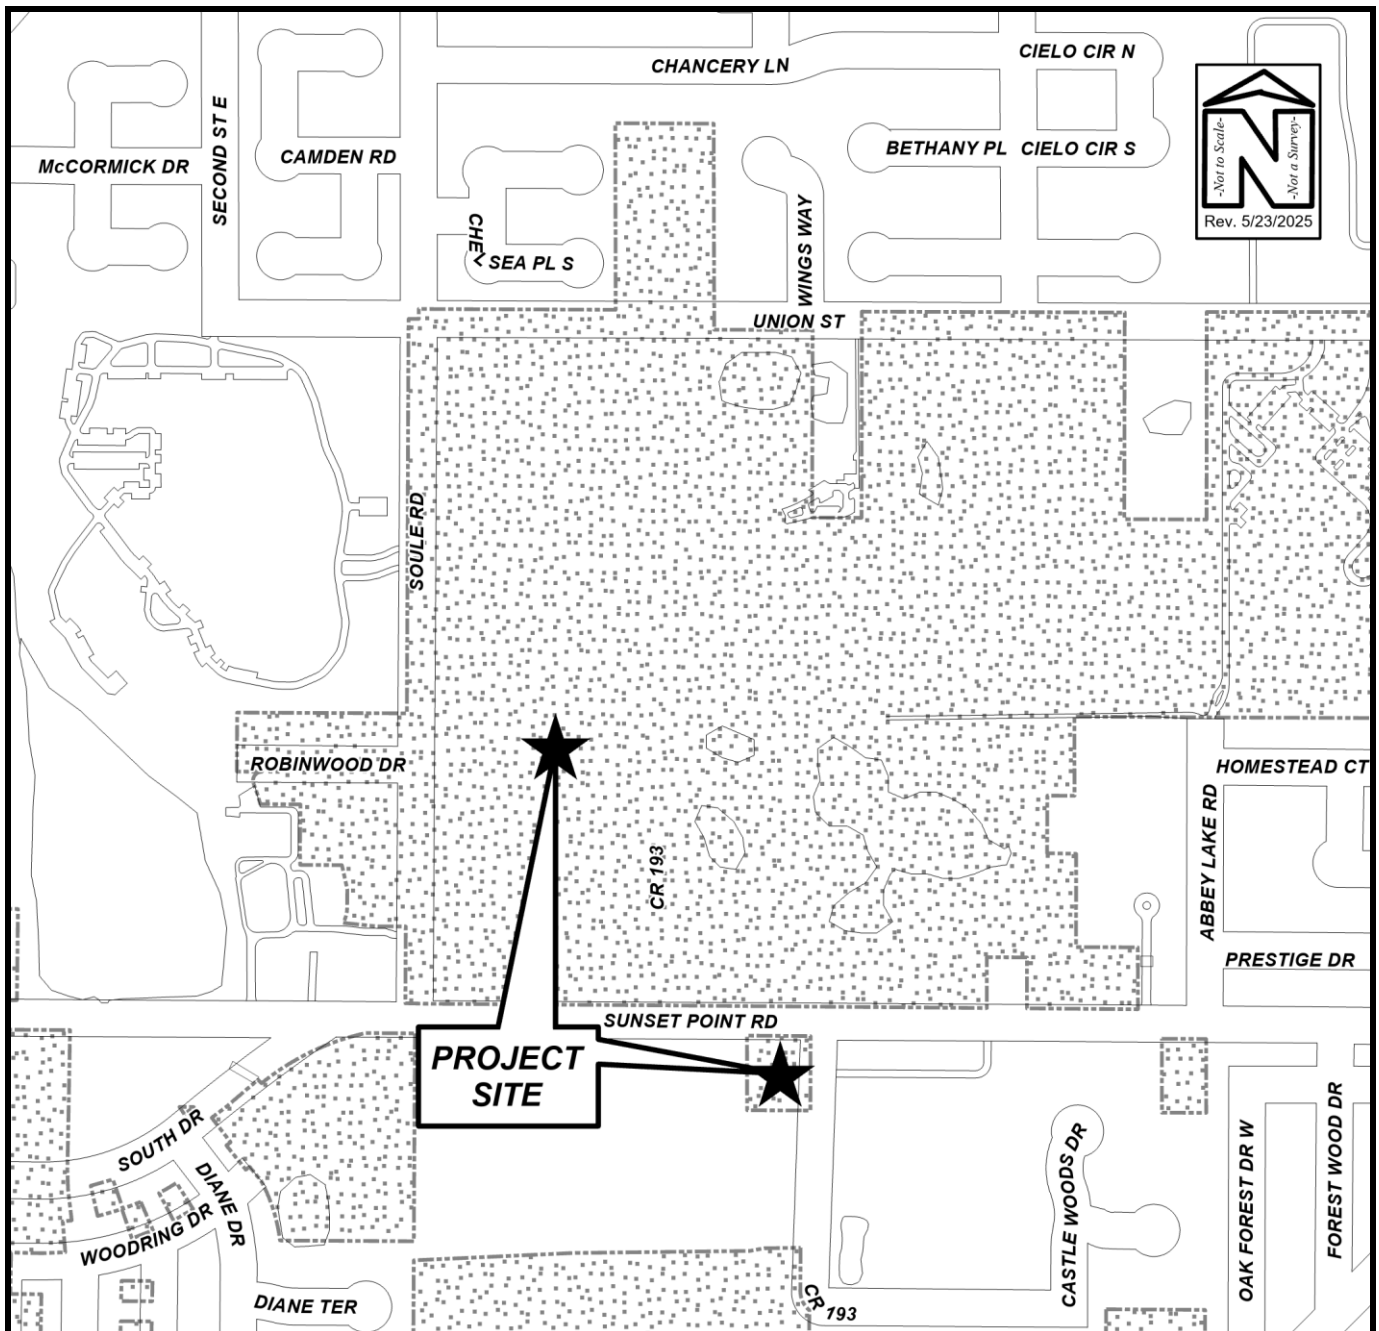 CHANCERY LN
CIELO CIR N
SECOND ST E
McCORMICK DR
CAMDEN RD
BETHANY PL
CIELO CIR S
-Not to Scale-
N
-Not a Survey-
Rev. 5/23/2025
CHELSEA PL S
WINGS WAY
UNION ST
SOULE RD
ROBINWOOD DR
HOMESTEAD CT
ABBEY LAKE RD
CR 193
PRESTIGE DR
SUNSET POINT RD
PROJECT
SITE
SOUTH DR
DIANE DR
WOODRING DR
CASTLE WOODS DR
OAK FOREST DR W
FOREST WOOD DR
DIANE TER
CR 193